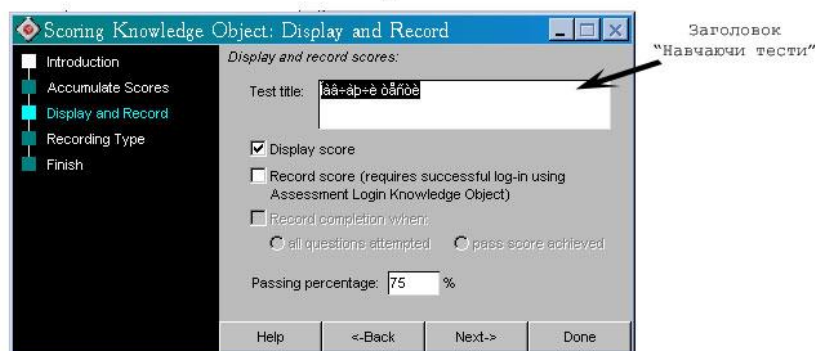 Scoring Knowledge Object: Display and Record
Заголовок
"Навчаючи тести"
Introduction
Accumulate Scores
Display and Record
Recording Type
Finish
Display and record scores:
Test title: Íàâ÷àþ÷è òåñòè
Display score
Record score (requires successful log-in using
Assessment Login Knowledge Object)
Record completion when:
all questions attempted
pass score achieved
Passing percentage: 75 %
Help
<-Back
Next->
Done